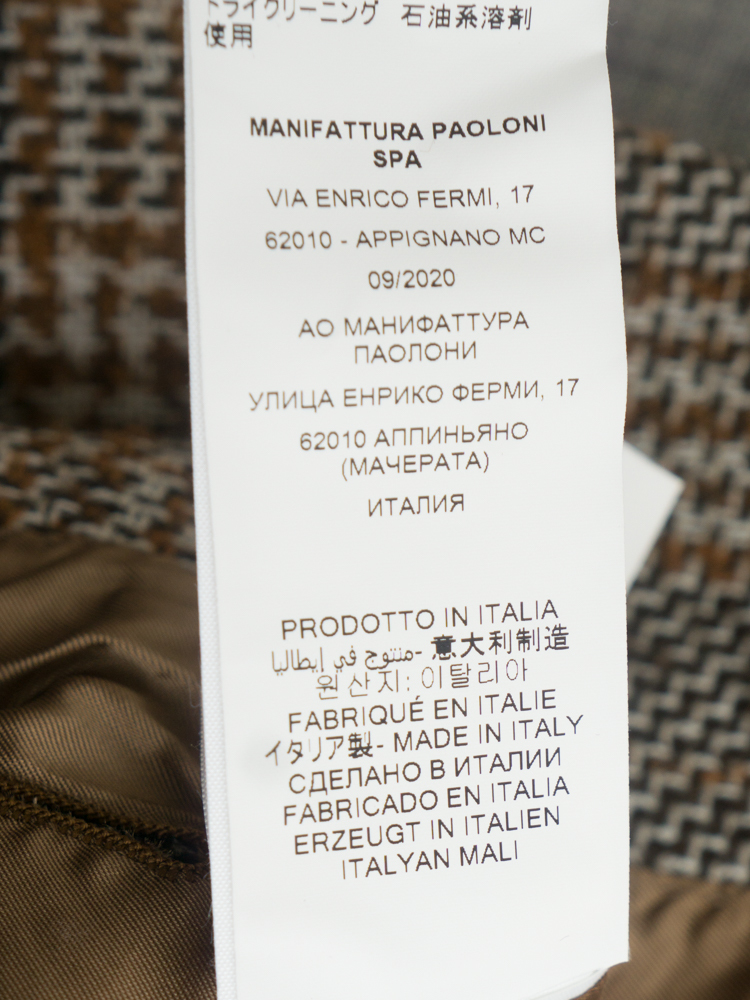 ドライクリーニング 石油系溶剤
使用
MANIFATTURA PAOLONI
SPA
VIA ENRICO FERMI, 17
62010 - APPIGNANO MC
09/2020
АО МАНИФАТТУРА
ПАОЛОНИ
УЛИЦА ЕНРИКО ФЕРМИ, 17
62010 АППИНЬЯНО
(МАЧЕРАТА)
ИТАЛИЯ
PRODOTTO IN ITALIA
منتوج في إيطاليا- 意大利制造
원산지: 이탈리아
FABRIQUÉ EN ITALIE
イタリア製- MADE IN ITALY
СДЕЛАНО В ИТАЛИИ
FABRICADO EN ITALIA
ERZEUGT IN ITALIEN
ITALYAN MALI